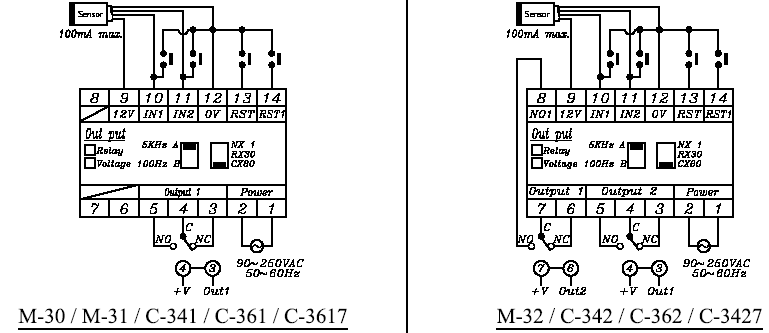 Sensor
100mA max.
8 9 10 11 12 13 14
12V IN1 IN2 0V RST RST1
Out put
Relay
Voltage
5KHz A
100Hz B
NX 1
RX30
CX60
Output 1 Power
7 6 5 4 3 2 1
NO C NC
90~250VAC
50~60Hz
4 3
+V Out1
M-30 / M-31 / C-341 / C-361 / C-3617
Sensor
100mA max.
8 9 10 11 12 13 14
NO1 12V IN1 IN2 0V RST RST1
Out put
Relay
Voltage
5KHz A
100Hz B
NX 1
RX30
CX60
Output 1 Output 2 Power
7 6 5 4 3 2 1
NO C NC NO C NC
90~250VAC
50~60Hz
7 6 4 3
+V Out2 +V Out1
M-32 / C-342 / C-362 / C-3427